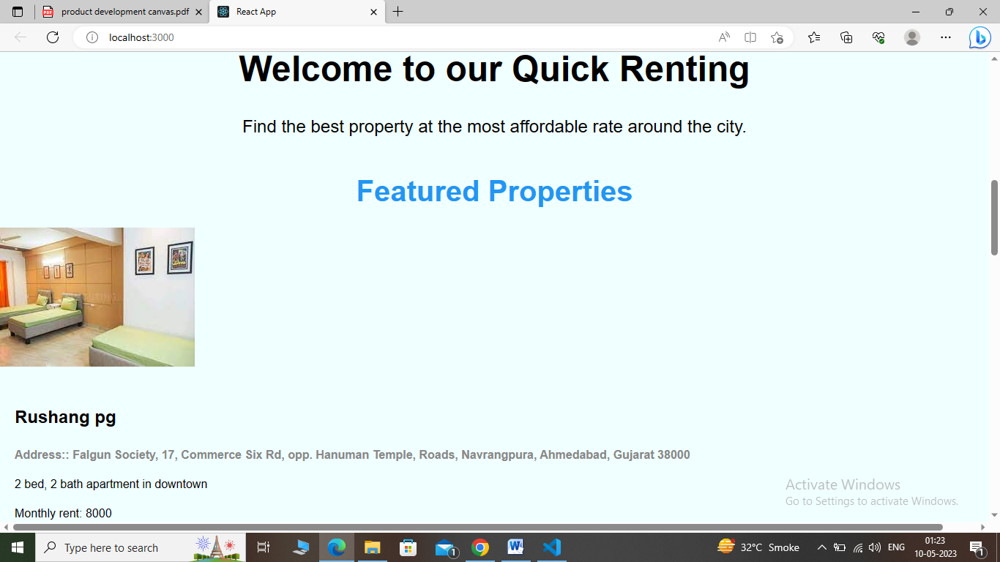 product development canvas.pdf
React App
localhost:3000
Welcome to our Quick Renting
Find the best property at the most affordable rate around the city.
Featured Properties
Rushang pg
Address:: Falgun Society, 17, Commerce Six Rd, opp. Hanuman Temple, Roads, Navrangpura, Ahmedabad, Gujarat 38000
2 bed, 2 bath apartment in downtown
Monthly rent: 8000
Activate Windows
Go to Settings to activate Windows.
Type here to search
1
32°C Smoke
ENG
01:23
10-05-2023
1